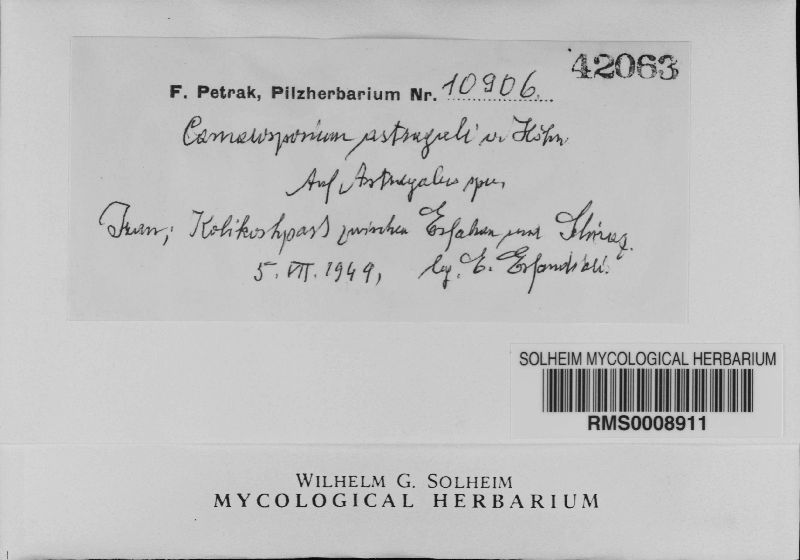 42063
F. Petrak, Pilzherbarium Nr. 10906.
Camarosporium astragali v. Höhn
Auf Astragalus spec.
Iran; Kolikoshpass zwischen Esfahan und Shiraz.
5. VII. 1949, leg. E. Esfandiari.
SOLHEIM MYCOLOGICAL HERBARIUM
RMS0008911
WILHELM G. SOLHEIM
MYCOLOGICAL HERBARIUM